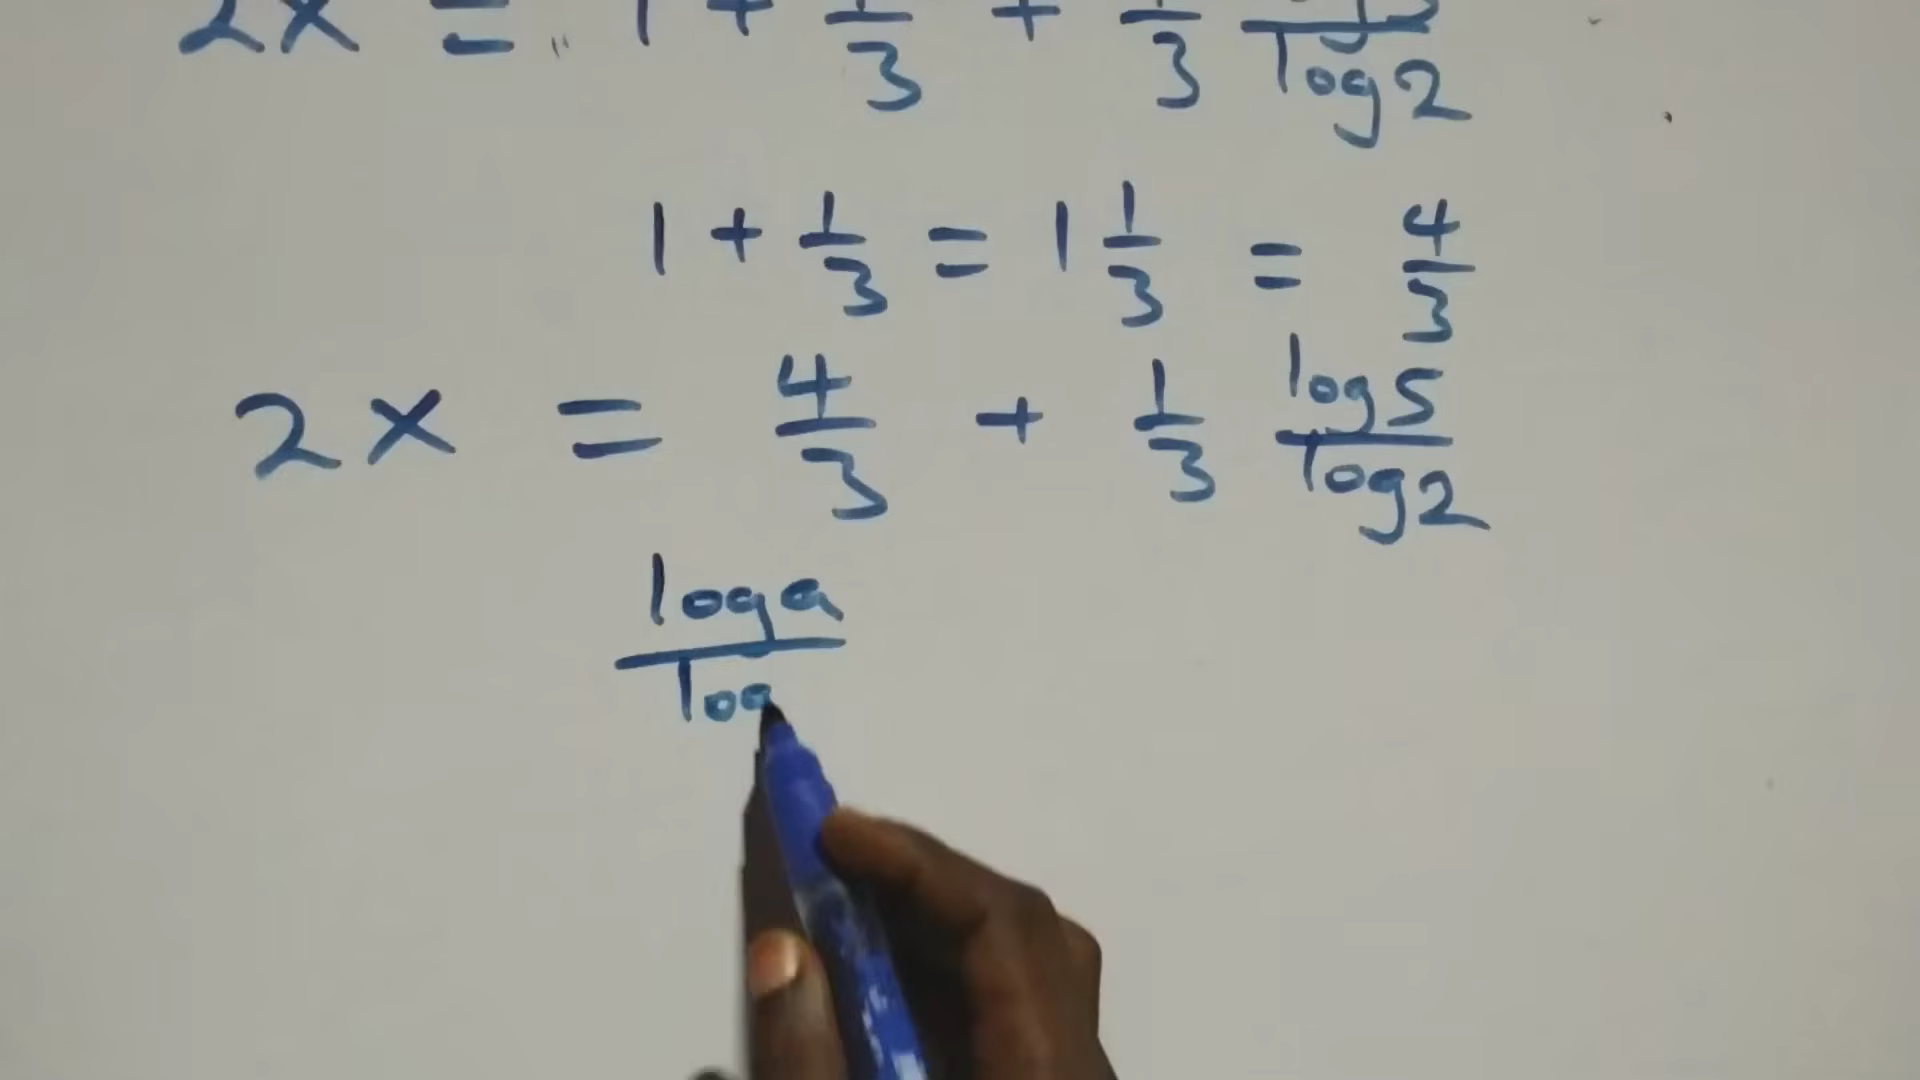 2x = 1 + 1/3 + 1/3 log5/log2
1 + 1/3 = 1 1/3 = 4/3
2x = 4/3 + 1/3 log5/log2
log a/log